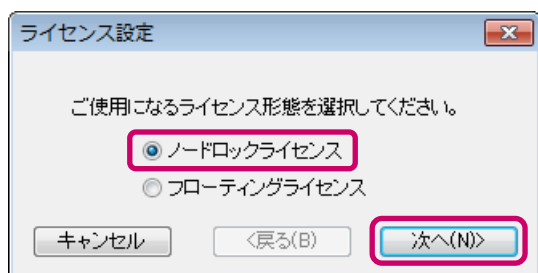 ライセンス設定
ご使用になるライセンス形態を選択してください。
ノードロックライセンス
フローティングライセンス
キャンセル <戻る(B) 次へ(N)>